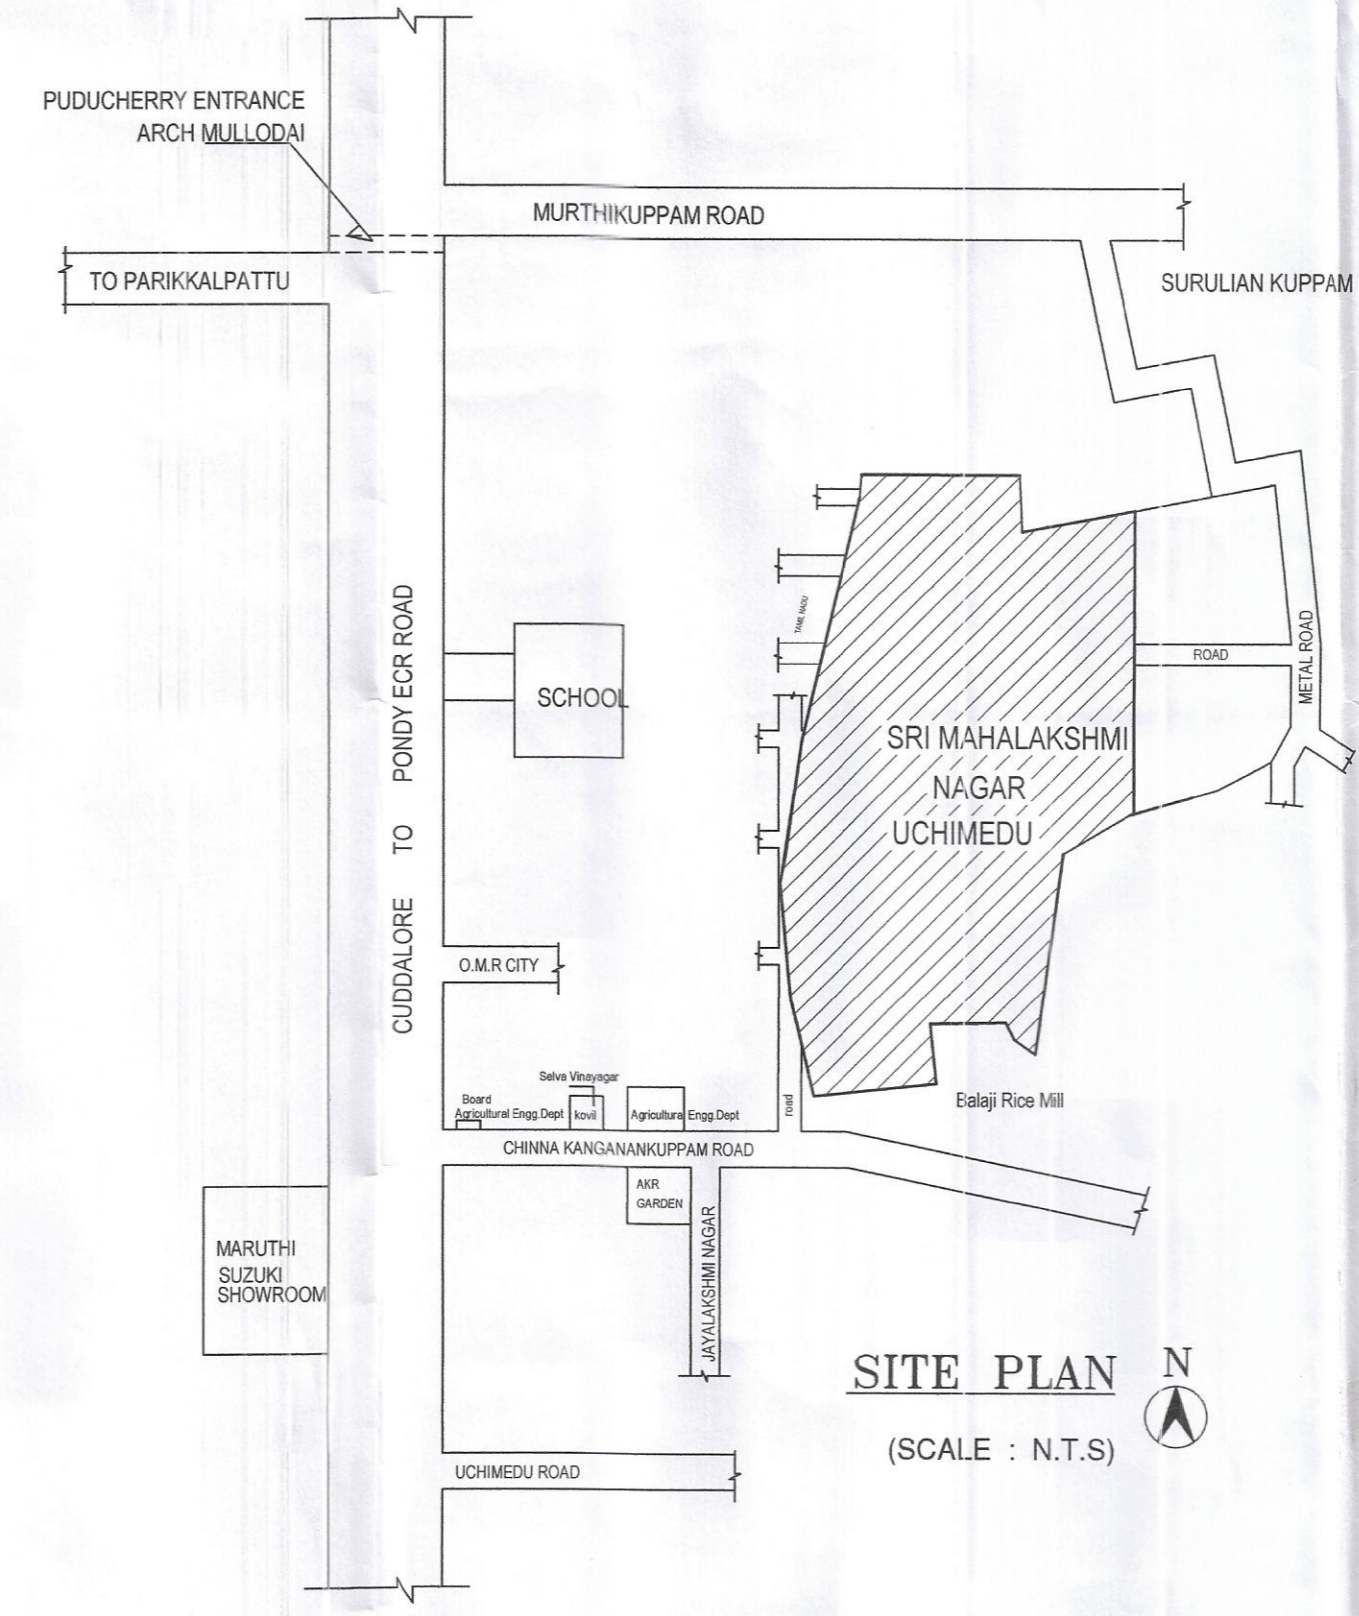 PUDUCHERRY ENTRANCE
ARCH MULLODAI
MURTHIKUPPAM ROAD
TO PARIKKALPATTU
SURULIAN KUPPAM
CUDDALORE TO PONDY ECR ROAD
TAMIL NADU
SCHOOL
ROAD
METAL ROAD
SRI MAHALAKSHMI
NAGAR
UCHIMEDU
O.M.R CITY
Selva Vinayagar
kovil
Board
Agricultural Engg.Dept
Agricultural Engg.Dept
road
Balaji Rice Mill
CHINNA KANGANANKUPPAM ROAD
AKR
GARDEN
JAYALAKSHMI NAGAR
MARUTHI
SUZUKI
SHOWROOM
SITE PLAN
N
(SCALE : N.T.S)
UCHIMEDU ROAD